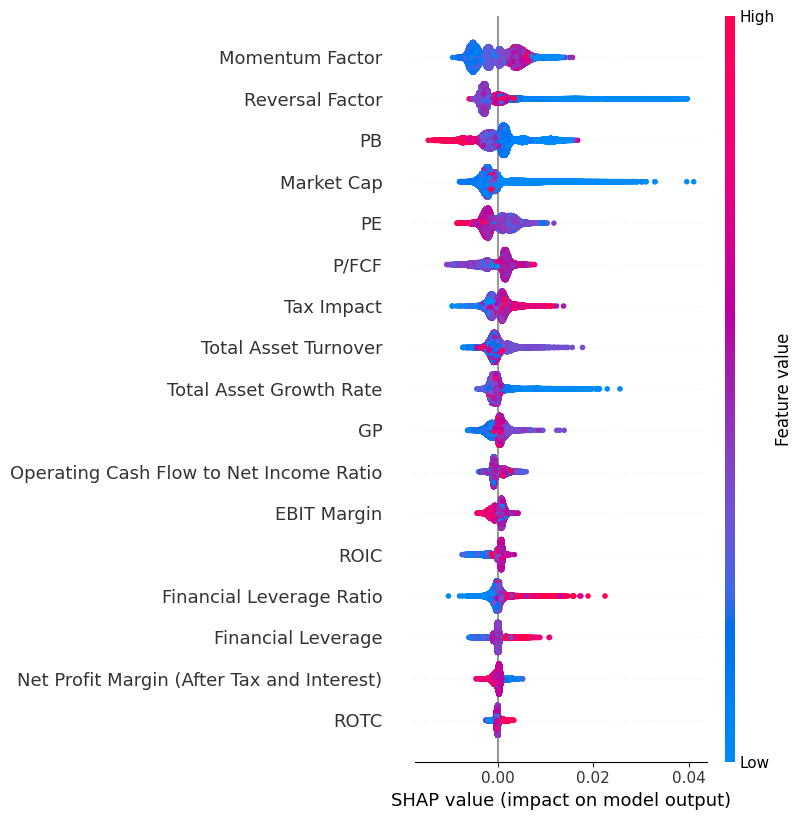 High
Momentum Factor
Reversal Factor
PB
Market Cap
PE
P/FCF
Tax Impact
Total Asset Turnover
Total Asset Growth Rate
GP
Operating Cash Flow to Net Income Ratio
EBIT Margin
ROIC
Financial Leverage Ratio
Financial Leverage
Net Profit Margin (After Tax and Interest)
ROTC
Feature value
Low
0.00 0.02 0.04
SHAP value (impact on model output)